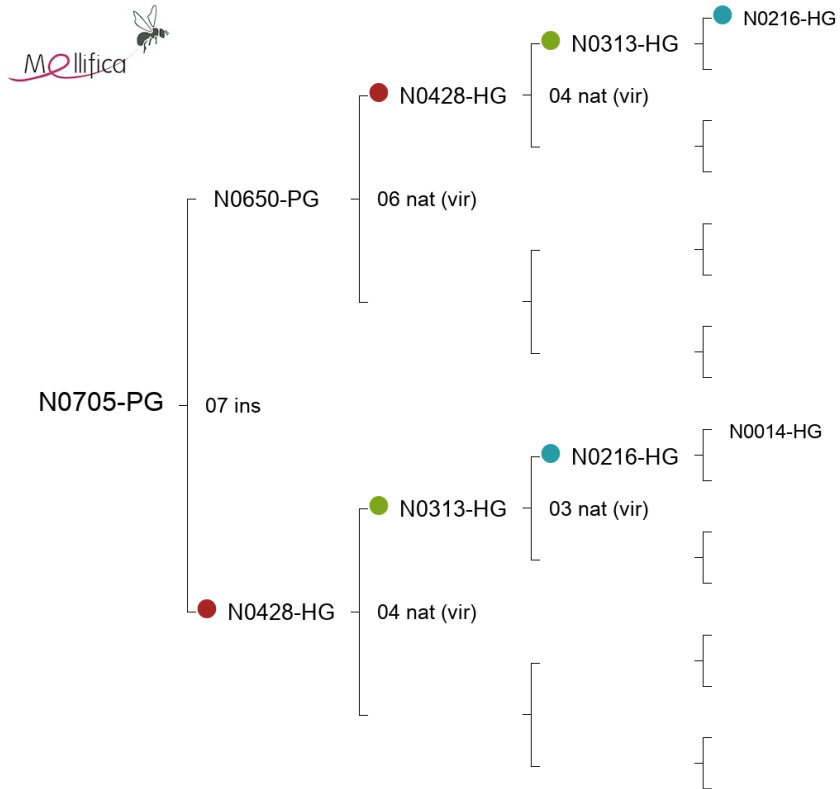 Mellifica
N0216-HG
N0313-HG
N0428-HG
04 nat (vir)
N0650-PG
06 nat (vir)
N0705-PG
07 ins
N0014-HG
N0216-HG
N0313-HG
03 nat (vir)
N0428-HG
04 nat (vir)